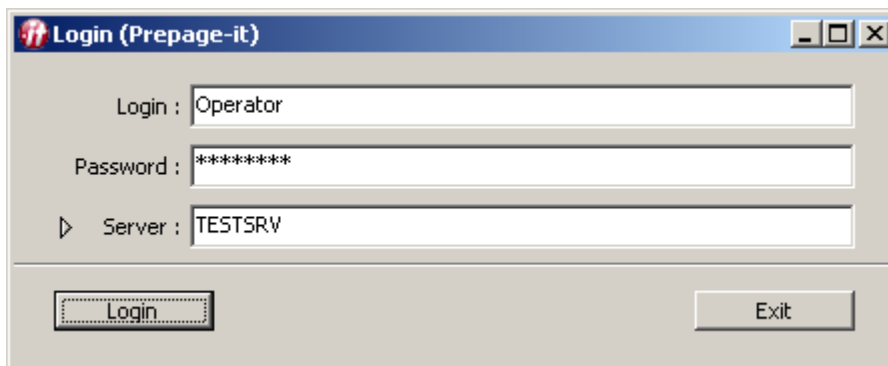 Login (Prepage-it)
Login : Operator
Password : ********
Server : TESTSRV
Login Exit